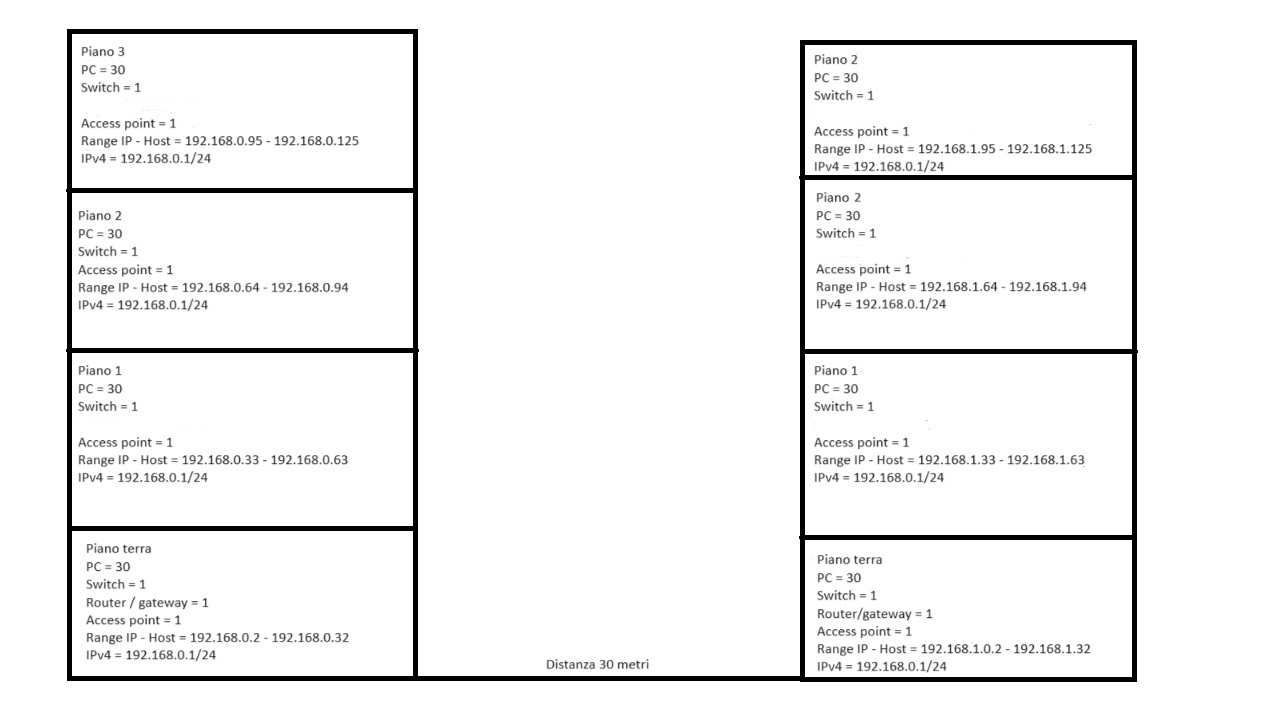 Piano 3
PC = 30
Switch = 1
Access point = 1
Range IP - Host = 192.168.0.95 - 192.168.0.125
IPv4 = 192.168.0.1/24
Piano 2
PC = 30
Switch = 1
Access point = 1
Range IP - Host = 192.168.0.64 - 192.168.0.94
IPv4 = 192.168.0.1/24
Piano 1
PC = 30
Switch = 1
Access point = 1
Range IP - Host = 192.168.0.33 - 192.168.0.63
IPv4 = 192.168.0.1/24
Piano terra
PC = 30
Switch = 1
Router / gateway = 1
Access point = 1
Range IP - Host = 192.168.0.2 - 192.168.0.32
IPv4 = 192.168.0.1/24
Distanza 30 metri
Piano 2
PC = 30
Switch = 1
Access point = 1
Range IP - Host = 192.168.1.95 - 192.168.1.125
IPv4 = 192.168.0.1/24
Piano 2
PC = 30
Switch = 1
Access point = 1
Range IP - Host = 192.168.1.64 - 192.168.1.94
IPv4 = 192.168.0.1/24
Piano 1
PC = 30
Switch = 1
Access point = 1
Range IP - Host = 192.168.1.33 - 192.168.1.63
IPv4 = 192.168.0.1/24
Piano terra
PC = 30
Switch = 1
Router/gateway = 1
Access point = 1
Range IP - Host = 192.168.1.0.2 - 192.168.1.32
IPv4 = 192.168.0.1/24